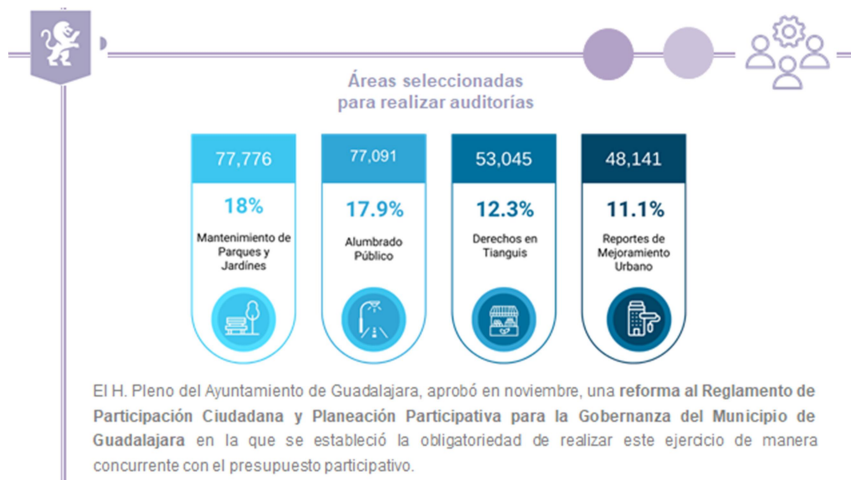 Áreas seleccionadas
para realizar auditorías
77,776
18%
Mantenimiento de
Parques y
Jardínes
77,091
17.9%
Alumbrado
Público
53,045
12.3%
Derechos en
Tianguis
48,141
11.1%
Reportes de
Mejoramiento
Urbano
El H. Pleno del Ayuntamiento de Guadalajara, aprobó en noviembre, una reforma al Reglamento de
Participación Ciudadana y Planeación Participativa para la Gobernanza del Municipio de
Guadalajara en la que se estableció la obligatoriedad de realizar este ejercicio de manera
concurrente con el presupuesto participativo.